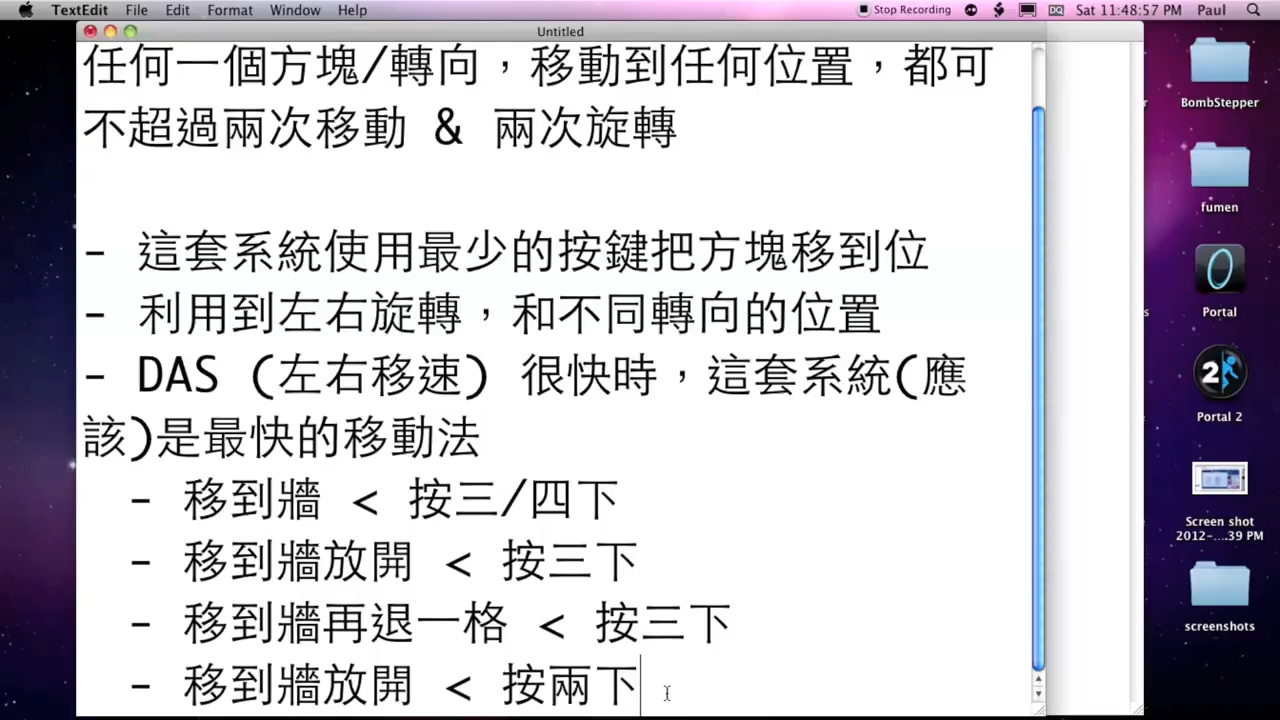 TextEdit File Edit Format Window Help Stop Recording DQ Sat 11:48:57 PM Paul
Untitled
任何一個方塊/轉向，移動到任何位置，都可
不超過兩次移動 & 兩次旋轉
- 這套系統使用最少的按鍵把方塊移到位
- 利用到左右旋轉，和不同轉向的位置
- DAS (左右移速) 很快時，這套系統(應
該)是最快的移動法
- 移到牆 < 按三/四下
- 移到牆放開 < 按三下
- 移到牆再退一格 < 按三下
- 移到牆放開 < 按兩下
BombStepper
fumen
Portal
2
Portal 2
Screen shot
2012-....39 PM
screenshots